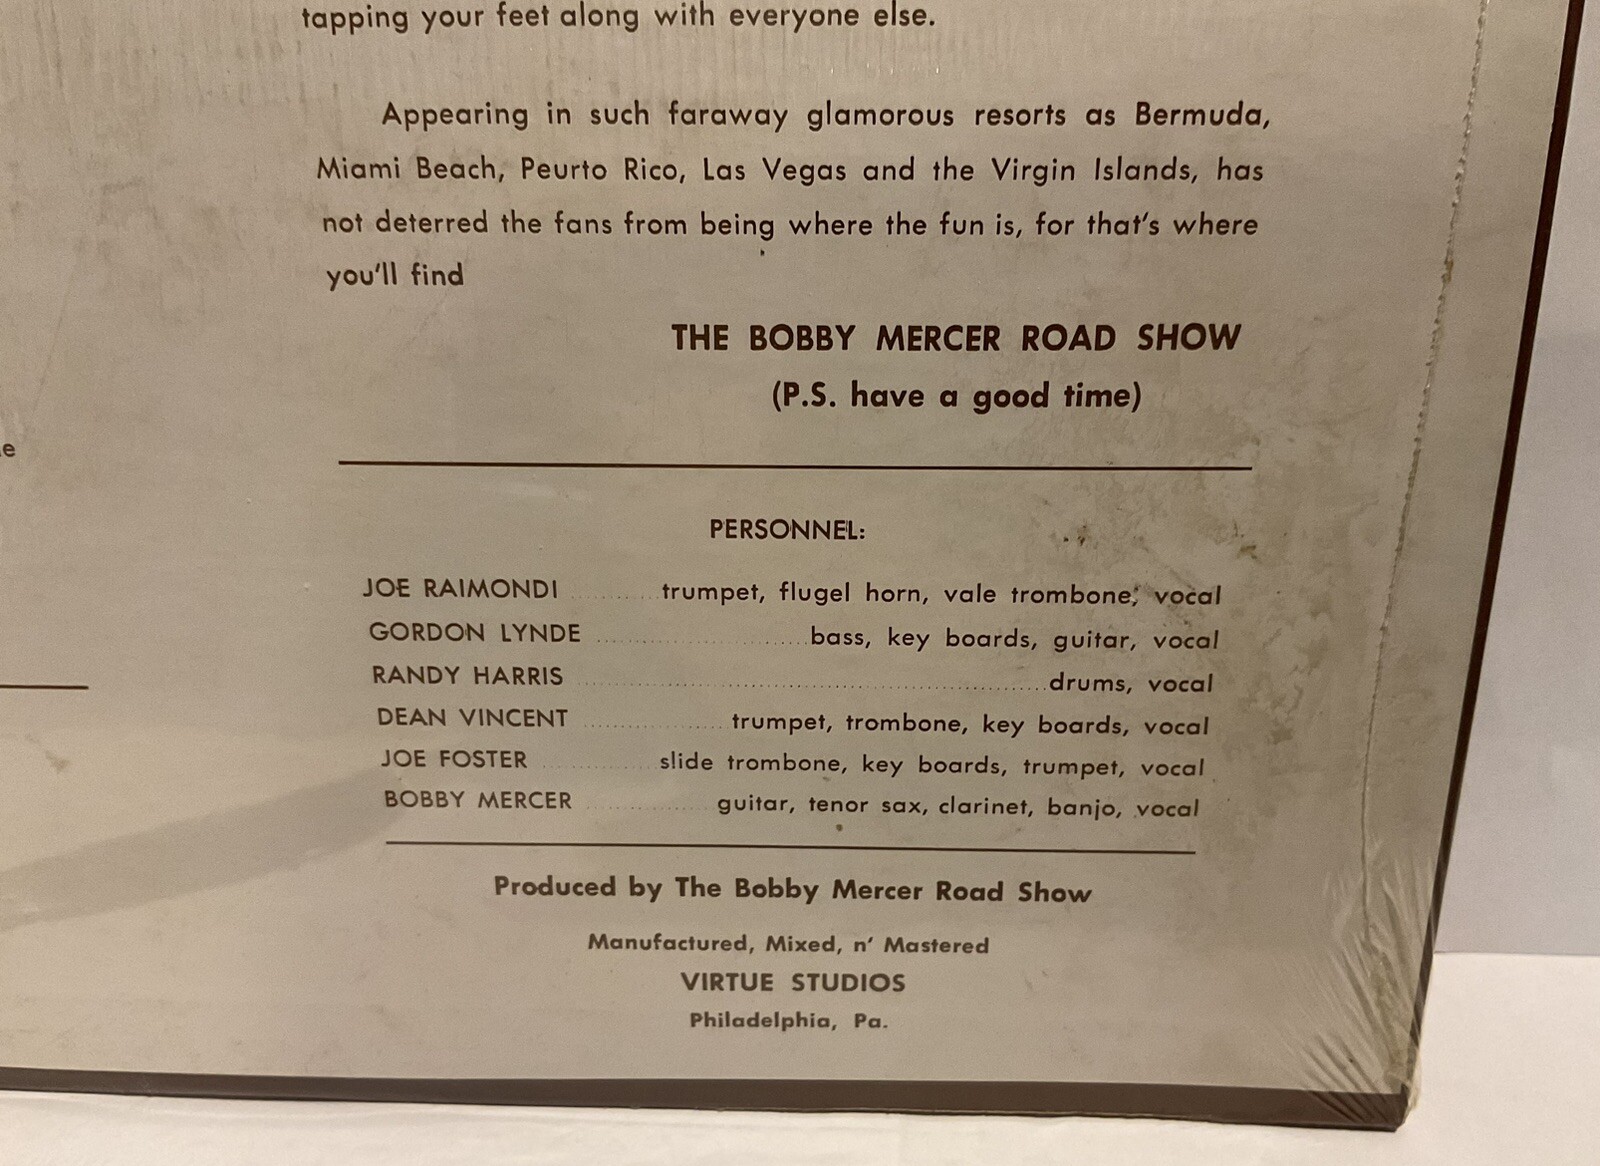 tapping your feet along with everyone else.
Appearing in such faraway glamorous resorts as Bermuda,
Miami Beach, Peurto Rico, Las Vegas and the Virgin Islands, has
not deterred the fans from being where the fun is, for that's where
you'll find
THE BOBBY MERCER ROAD SHOW
(P.S. have a good time)
e
PERSONNEL:
JOE RAIMONDI .......... trumpet, flugel horn, vale trombone, vocal
GORDON LYNDE .......... bass, key boards, guitar, vocal
RANDY HARRIS .......... drums, vocal
DEAN VINCENT .......... trumpet, trombone, key boards, vocal
JOE FOSTER .......... slide trombone, key boards, trumpet, vocal
BOBBY MERCER .......... guitar, tenor sax, clarinet, banjo, vocal
Produced by The Bobby Mercer Road Show
Manufactured, Mixed, n' Mastered
VIRTUE STUDIOS
Philadelphia, Pa.